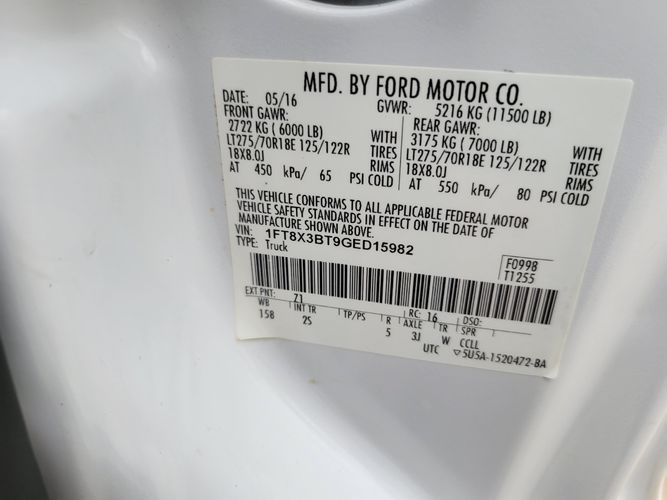 MFD. BY FORD MOTOR CO.
DATE: 05/16 GVWR: 5216 KG (11500 LB)
FRONT GAWR: REAR GAWR:
2722 KG ( 6000 LB) WITH 3175 KG ( 7000 LB) WITH
LT275/70R18E 125/122R TIRES LT275/70R18E 125/122R TIRES
18X8.0J RIMS 18X8.0J RIMS
AT 450 kPa/ 65 PSI COLD AT 550 kPa/ 80 PSI COLD
THIS VEHICLE CONFORMS TO ALL APPLICABLE FEDERAL MOTOR
VEHICLE SAFETY STANDARDS IN EFFECT ON THE DATE OF
MANUFACTURE SHOWN ABOVE.
VIN: 1FT8X3BT9GED15982
TYPE: Truck
F0998
T1255
EXT PNT: Z1 RC: 16 DSO:
WB INT TR TP/PS R AXLE TR SPR
158 2S 5 3J W CCLL
UTC ▽5U5A-1520472-BA